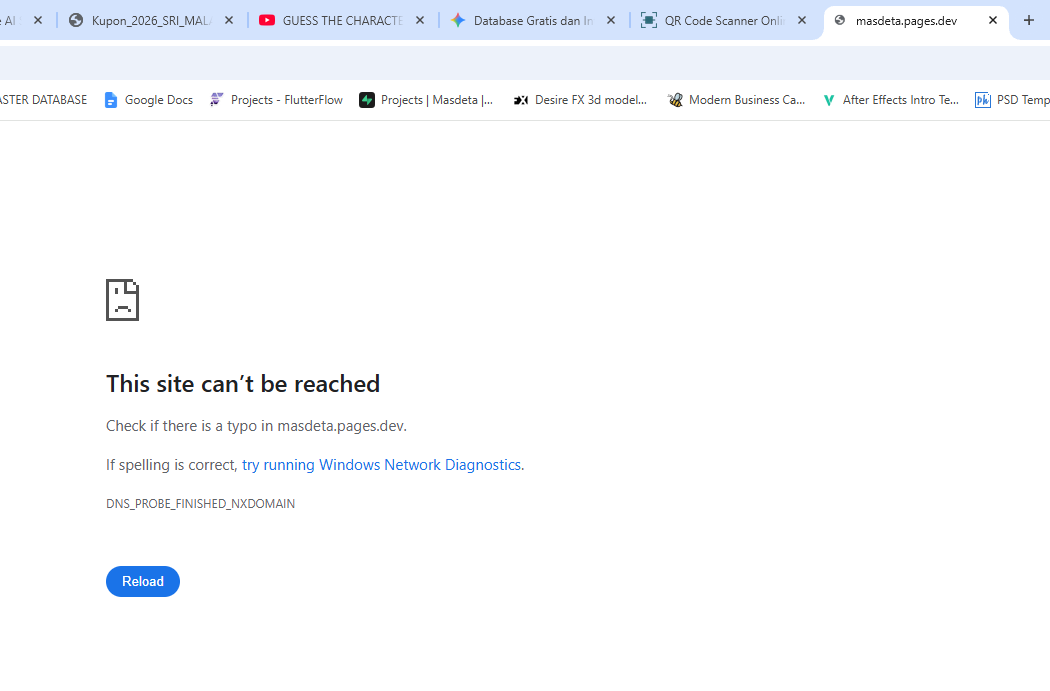 e AI
Kupon_2026_SRI_MALA
GUESS THE CHARACTE
Database Gratis dan In
QR Code Scanner Onli
masdeta.pages.dev
ASTER DATABASE
Google Docs
Projects - FlutterFlow
Projects | Masdeta |...
Desire FX 3d model...
Modern Business Ca...
After Effects Intro Te...
PSD Temp
This site can’t be reached
Check if there is a typo in masdeta.pages.dev.
If spelling is correct, try running Windows Network Diagnostics.
DNS_PROBE_FINISHED_NXDOMAIN
Reload